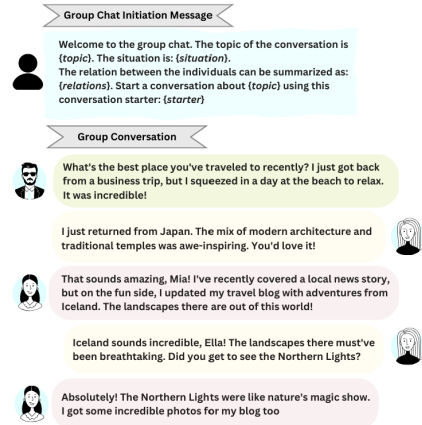 Group Chat Initiation Message
Welcome to the group chat. The topic of the conversation is
{topic}. The situation is: {situation}.
The relation between the individuals can be summarized as:
{relations}. Start a conversation about {topic} using this
conversation starter: {starter}
Group Conversation
What's the best place you've traveled to recently? I just got back
from a business trip, but I squeezed in a day at the beach to relax.
It was incredible!
I just returned from Japan. The mix of modern architecture and
traditional temples was awe-inspiring. You'd love it!
That sounds amazing, Mia! I've recently covered a local news story,
but on the fun side, I updated my travel blog with adventures from
Iceland. The landscapes there are out of this world!
Iceland sounds incredible, Ella! The landscapes there must've
been breathtaking. Did you get to see the Northern Lights?
Absolutely! The Northern Lights were like nature's magic show.
I got some incredible photos for my blog too